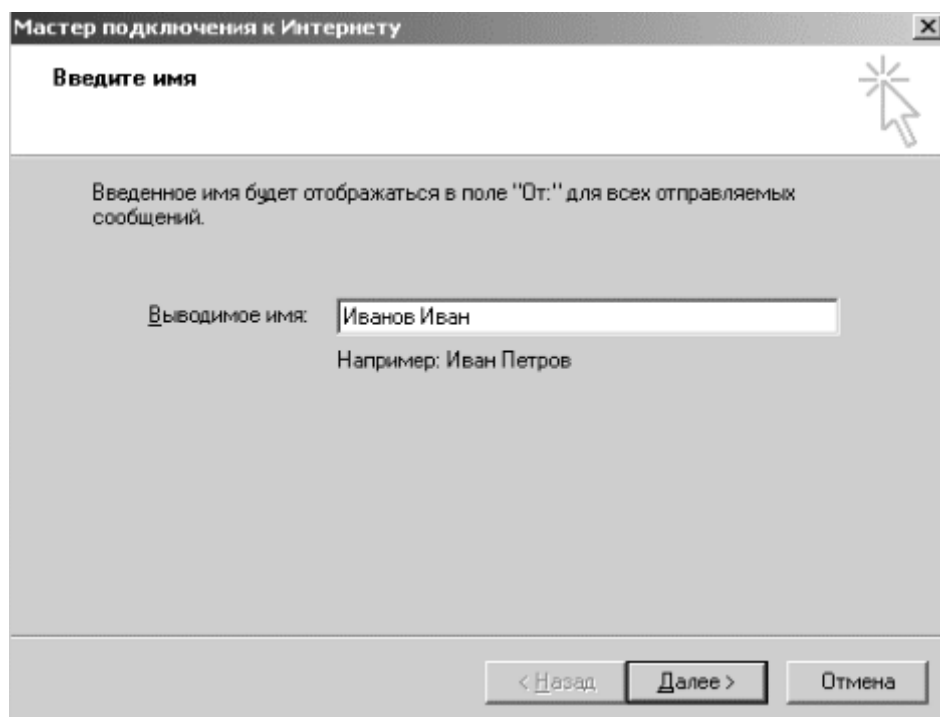 Мастер подключения к Интернету
Введите имя
Введенное имя будет отображаться в поле "От:" для всех отправляемых
сообщений.
Выводимое имя: Иванов Иван
Например: Иван Петров
< Назад Далее > Отмена